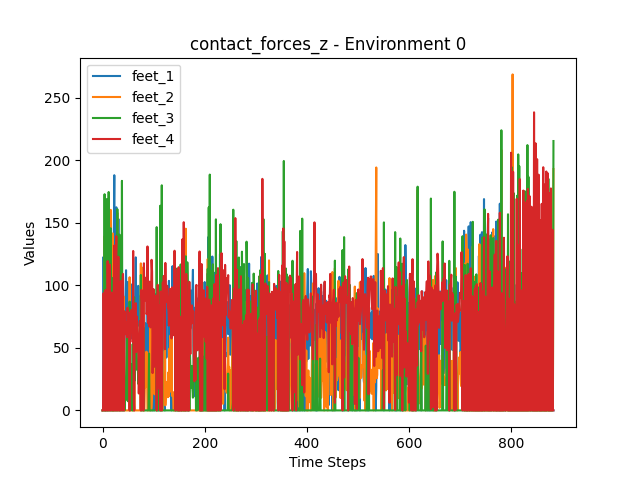 contact_forces_z - Environment 0
feet_1
feet_2
feet_3
feet_4
Values
250
200
150
100
50
0
0 200 400 600 800
Time Steps